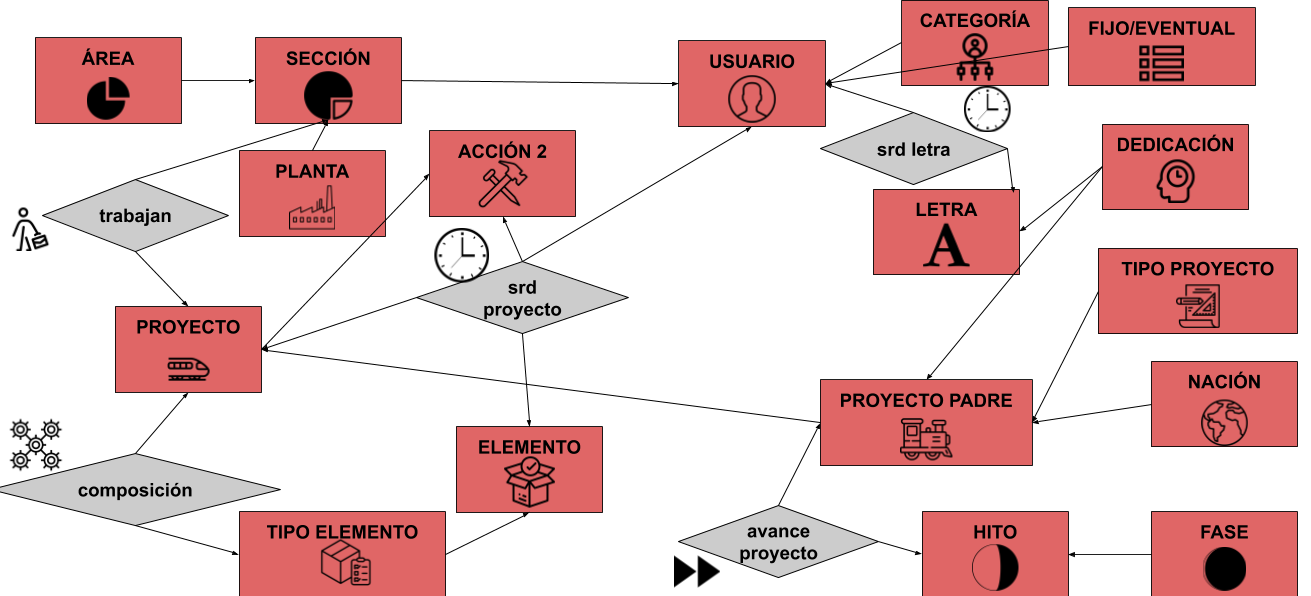 CATEGORÍA
FIJO/EVENTUAL
ÁREA
SECCIÓN
USUARIO
srd letra
DEDICACIÓN
ACCIÓN 2
PLANTA
trabajan
LETRA
A
TIPO PROYECTO
srd
proyecto
PROYECTO
NACIÓN
PROYECTO PADRE
ELEMENTO
composición
TIPO ELEMENTO
avance
proyecto
HITO
FASE